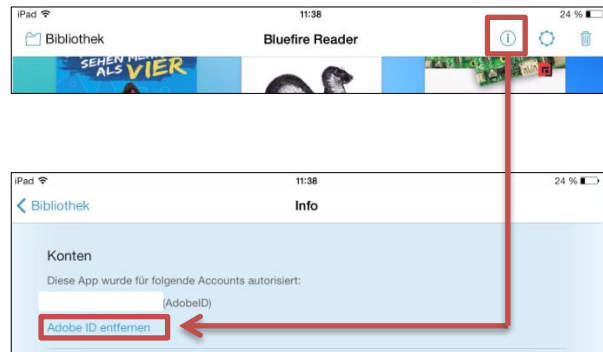 iPad 11:38 24 %
Bibliothek Bluefire Reader
SEHEN MEHR
ALS VIER
iPad 11:38 24 %
Bibliothek Info
Konten
Diese App wurde für folgende Accounts autorisiert:
(AdobeID)
Adobe ID entfernen